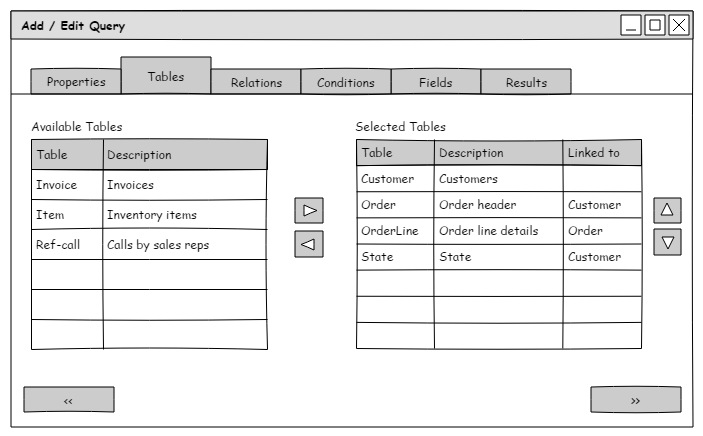 Add / Edit Query
Properties Tables Relations Conditions Fields Results
Available Tables
Table Description
Invoice Invoices
Item Inventory items
Ref-call Calls by sales reps
Selected Tables
Table Description Linked to
Customer Customers
Order Order header Customer
OrderLine Order line details Order
State State Customer
<< >>